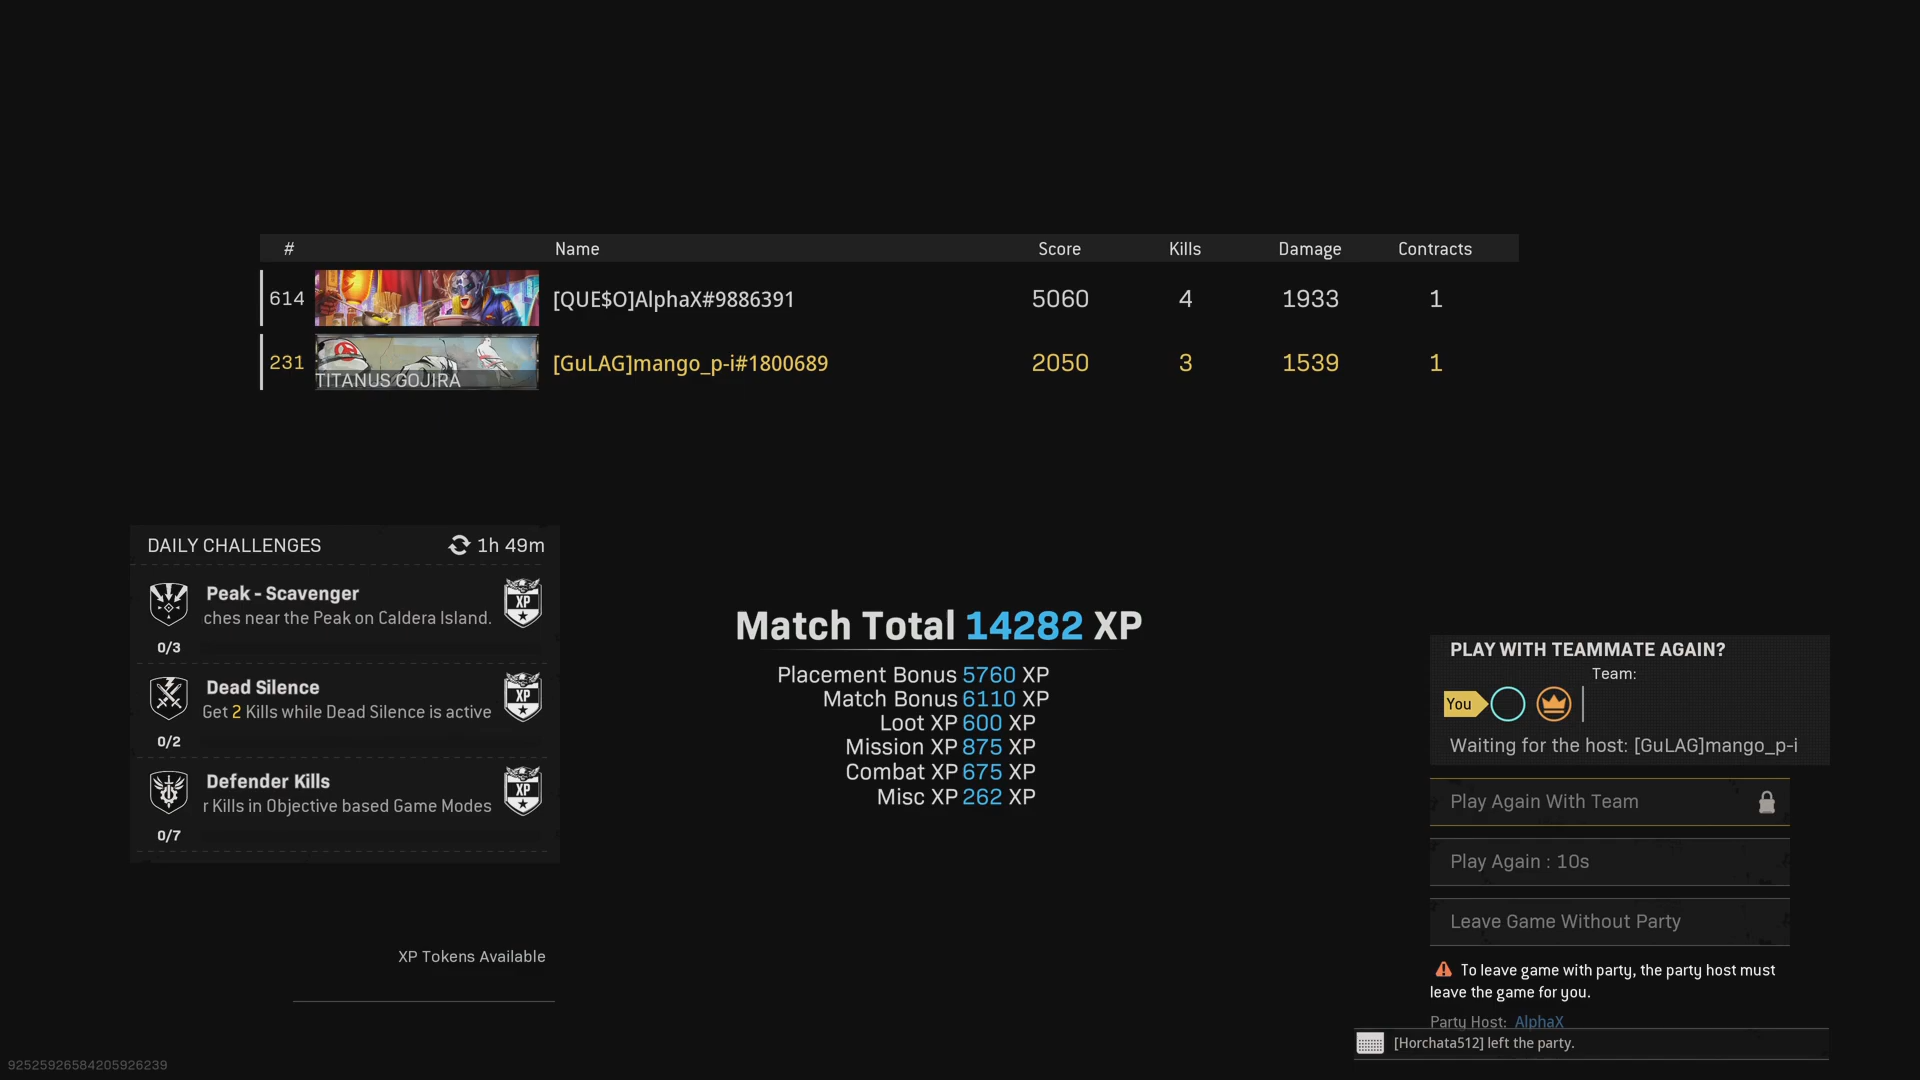 # Name Score Kills Damage Contracts
614 [QUE$O]AlphaX#9886391 5060 4 1933 1
231 TITANUS GOJIRA [GuLAG]mango_p-i#1800689 2050 3 1539 1
DAILY CHALLENGES 1h 49m
Peak - Scavenger
ches near the Peak on Caldera Island.
XP
0/3
Dead Silence
Get 2 Kills while Dead Silence is active
XP
0/2
Defender Kills
r Kills in Objective based Game Modes
XP
0/7
XP Tokens Available
Match Total 14282 XP
Placement Bonus 5760 XP
Match Bonus 6110 XP
Loot XP 600 XP
Mission XP 875 XP
Combat XP 675 XP
Misc XP 262 XP
PLAY WITH TEAMMATE AGAIN?
Team:
You
Waiting for the host: [GuLAG]mango_p-i
Play Again With Team
Play Again : 10s
Leave Game Without Party
To leave game with party, the party host must
leave the game for you.
Party Host: AlphaX
[Horchata512] left the party.
92525926584205926239